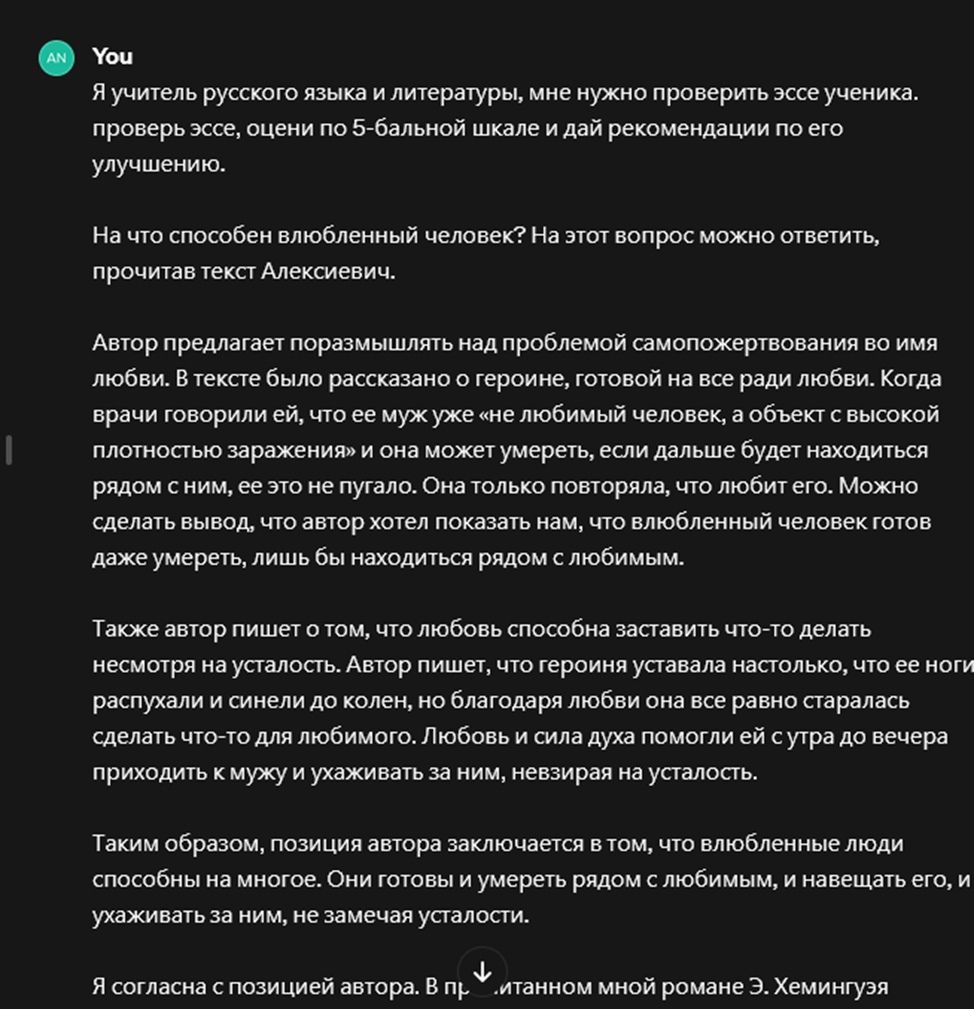 AN You
Я учитель русского языка и литературы, мне нужно проверить эссе ученика.
проверь эссе, оцени по 5-бальной шкале и дай рекомендации по его
улучшению.
На что способен влюбленный человек? На этот вопрос можно ответить,
прочитав текст Алексиевич.
Автор предлагает поразмышлять над проблемой самопожертвования во имя
любви. В тексте было рассказано о героине, готовой на все ради любви. Когда
врачи говорили ей, что ее муж уже «не любимый человек, а объект с высокой
плотностью заражения» и она может умереть, если дальше будет находиться
рядом с ним, ее это не пугало. Она только повторяла, что любит его. Можно
сделать вывод, что автор хотел показать нам, что влюбленный человек готов
даже умереть, лишь бы находиться рядом с любимым.
Также автор пишет о том, что любовь способна заставить что-то делать
несмотря на усталость. Автор пишет, что героиня уставала настолько, что ее ноги
распухали и синели до колен, но благодаря любви она все равно старалась
сделать что-то для любимого. Любовь и сила духа помогли ей с утра до вечера
приходить к мужу и ухаживать за ним, невзирая на усталость.
Таким образом, позиция автора заключается в том, что влюбленные люди
способны на многое. Они готовы и умереть рядом с любимым, и навещать его, и
ухаживать за ним, не замечая усталости.
Я согласна с позицией автора. В мной романе Э. Хемингуэя